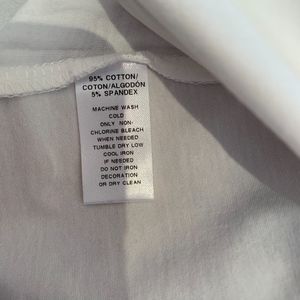 95% COTTON/
COTON/ALGODÓN
5% SPANDEX
MACHINE WASH
COLD
ONLY NON-
CHLORINE BLEACH
WHEN NEEDED
TUMBLE DRY LOW
COOL IRON
IF NEEDED
DO NOT IRON
DECORATION
OR DRY CLEAN